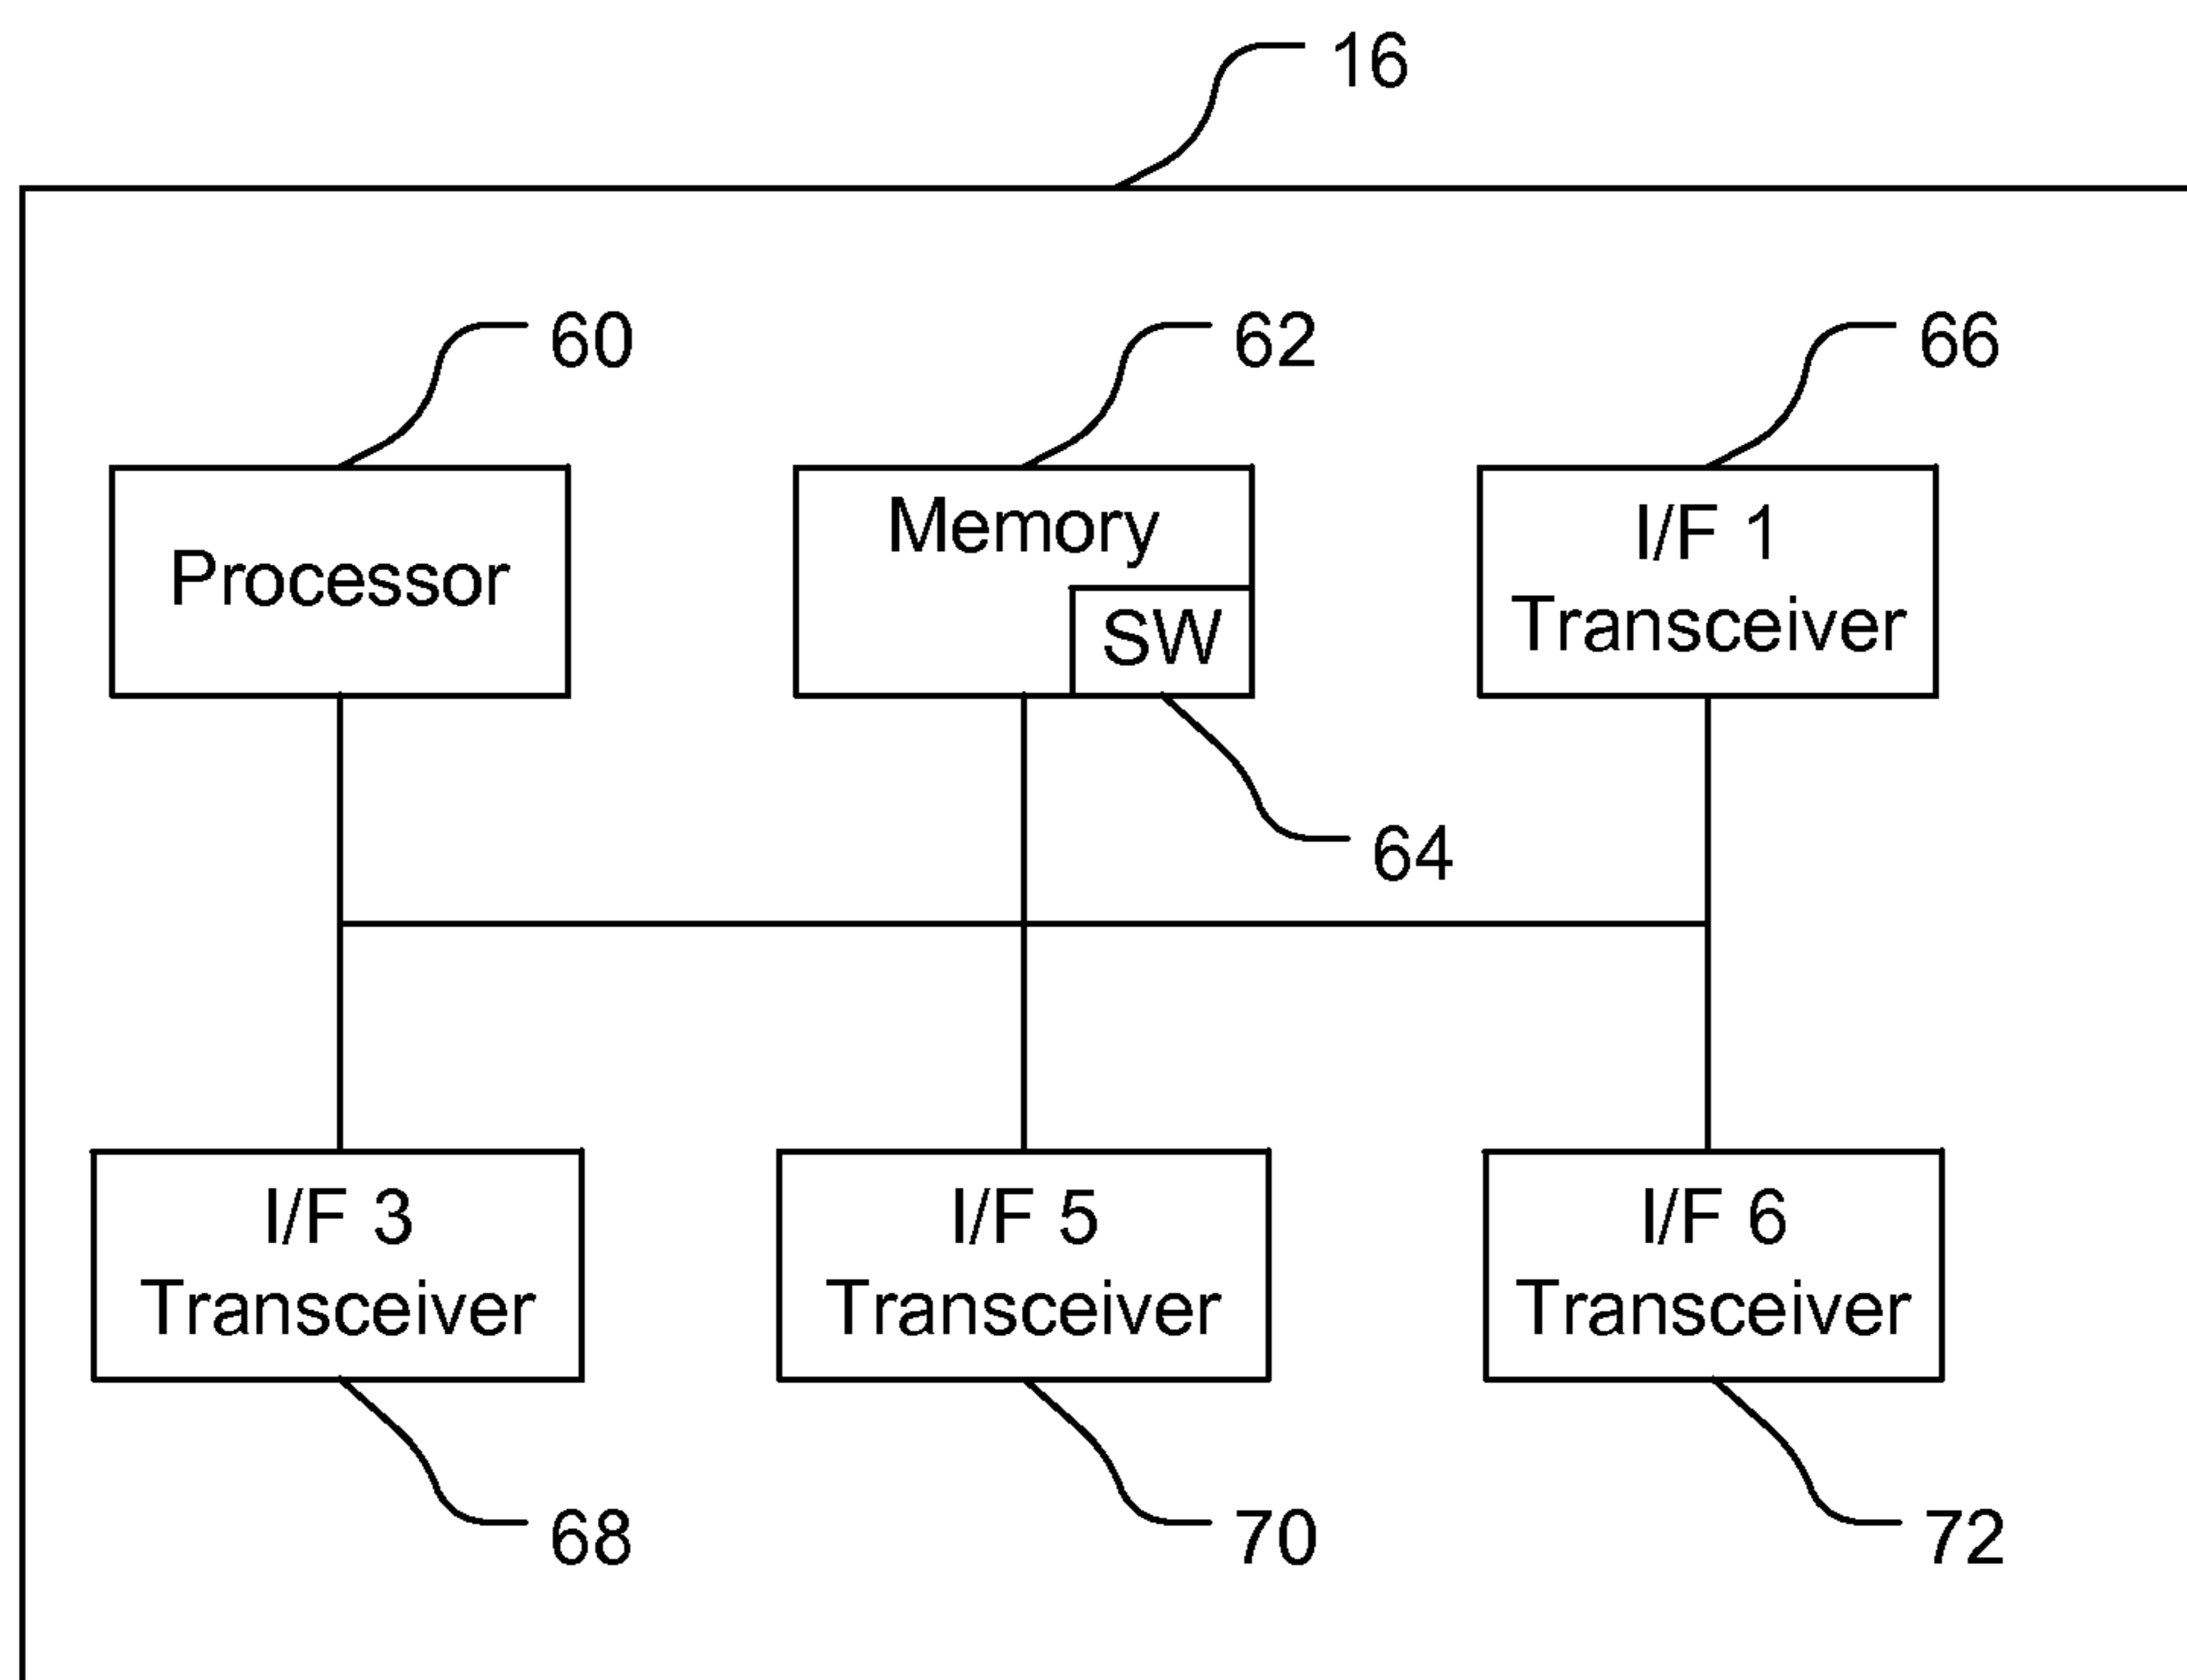 16
60
62
66
Processor
Memory
SW
I/F 1
Transceiver
64
I/F 3
Transceiver
I/F 5
Transceiver
I/F 6
Transceiver
68
70
72